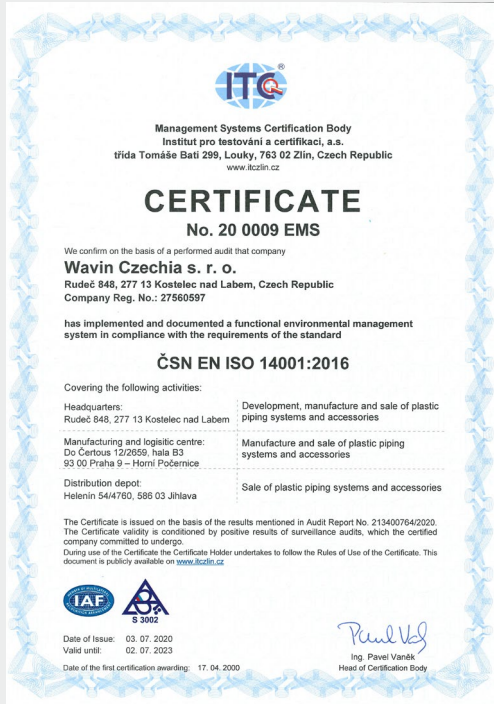 ITC®
Management Systems Certification Body
Institut pro testování a certifikaci, a.s.
třída Tomáše Bati 299, Louky, 763 02 Zlín, Czech Republic
www.itczlin.cz
CERTIFICATE
No. 20 0009 EMS
We confirm on the basis of a performed audit that company
Wavin Czechia s. r. o.
Rudeč 848, 277 13 Kostelec nad Labem, Czech Republic
Company Reg. No.: 27560597
has implemented and documented a functional environmental management
system in compliance with the requirements of the standard
ČSN EN ISO 14001:2016
Covering the following activities:
Headquarters:
Rudeč 848, 277 13 Kostelec nad Labem
Development, manufacture and sale of plastic
piping systems and accessories
Manufacturing and logisitic centre:
Do Čertous 12/2659, hala B3
93 00 Praha 9 – Horní Počernice
Manufacture and sale of plastic piping
systems and accessories
Distribution depot:
Helenín 54/4760, 586 03 Jihlava
Sale of plastic piping systems and accessories
The Certificate is issued on the basis of the results mentioned in Audit Report No. 213400764/2020.
The Certificate validity is conditioned by positive results of surveillance audits, which the certified
company committed to undergo.
During use of the Certificate the Certificate Holder undertakes to follow the Rules of Use of the Certificate. This
document is publicly available on www.itczlin.cz
IAF
S 3002
Date of Issue: 03. 07. 2020
Valid until: 02. 07. 2023
Date of the first certification awarding: 17. 04. 2000
Ing. Pavel Vaněk
Head of Certification Body